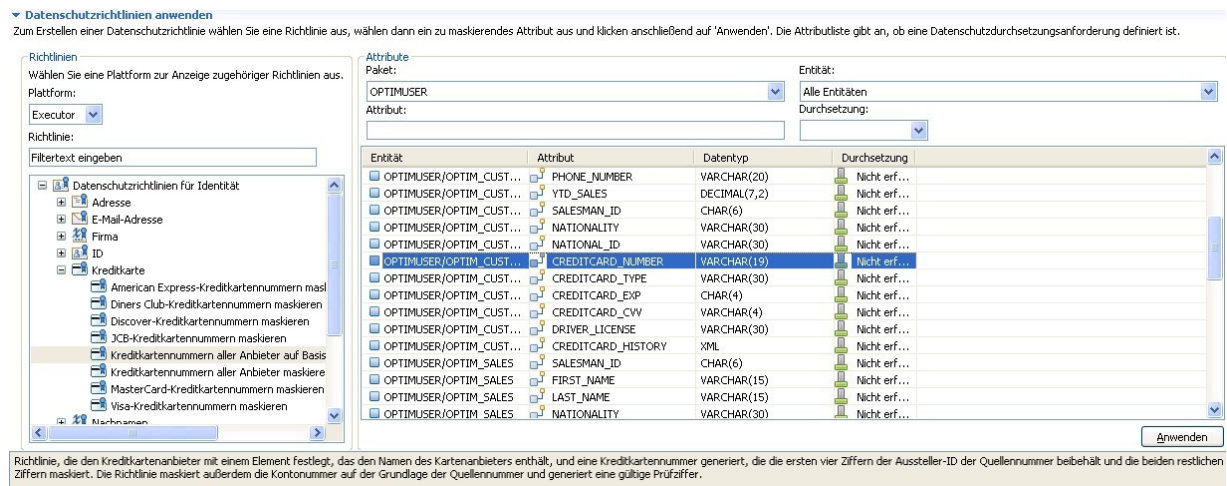 Datenschutzrichtlinien anwenden
Zum Erstellen einer Datenschutzrichtlinie wählen Sie eine Richtlinie aus, wählen dann ein zu maskierendes Attribut aus und klicken anschließend auf 'Anwenden'. Die Attributliste gibt an, ob eine Datenschutzdurchsetzungsanforderung definiert ist.
Richtlinien
Wählen Sie eine Plattform zur Anzeige zugehöriger Richtlinien aus.
Plattform:
Executor
Richtlinie:
Filtertext eingeben
Datenschutzrichtlinien für Identität
Adresse
E-Mail-Adresse
Firma
ID
Kreditkarte
American Express-Kreditkartennummern mask
Diners Club-Kreditkartennummern maskieren
Discover-Kreditkartennummern maskieren
JCB-Kreditkartennummern maskieren
Kreditkartennummern aller Anbieter auf Basis
Kreditkartennummern aller Anbieter maskiere
MasterCard-Kreditkartennummern maskieren
Visa-Kreditkartennummern maskieren
Nachnamen
Attribute
Paket:
OPTIMUSER
Entität:
Alle Entitäten
Attribut:
Durchsetzung:
Entität Attribut Datentyp Durchsetzung
OPTIMUSER/OPTIM_CUST... PHONE_NUMBER VARCHAR(20) Nicht erf...
OPTIMUSER/OPTIM_CUST... YTD_SALES DECIMAL(7,2) Nicht erf...
OPTIMUSER/OPTIM_CUST... SALESMAN_ID CHAR(6) Nicht erf...
OPTIMUSER/OPTIM_CUST... NATIONALITY VARCHAR(30) Nicht erf...
OPTIMUSER/OPTIM_CUST... NATIONAL_ID VARCHAR(30) Nicht erf...
OPTIMUSER/OPTIM_CUST... CREDITCARD_NUMBER VARCHAR(19) Nicht erf...
OPTIMUSER/OPTIM_CUST... CREDITCARD_TYPE VARCHAR(30) Nicht erf...
OPTIMUSER/OPTIM_CUST... CREDITCARD_EXP CHAR(4) Nicht erf...
OPTIMUSER/OPTIM_CUST... CREDITCARD_CVV VARCHAR(4) Nicht erf...
OPTIMUSER/OPTIM_CUST... DRIVER_LICENSE VARCHAR(30) Nicht erf...
OPTIMUSER/OPTIM_CUST... CREDITCARD_HISTORY XML Nicht erf...
OPTIMUSER/OPTIM_SALES SALESMAN_ID CHAR(6) Nicht erf...
OPTIMUSER/OPTIM_SALES FIRST_NAME VARCHAR(15) Nicht erf...
OPTIMUSER/OPTIM_SALES LAST_NAME VARCHAR(15) Nicht erf...
OPTIMUSER/OPTIM_SALES NATIONALITY VARCHAR(30) Nicht erf...
Anwenden
Richtlinie, die den Kreditkartenanbieter mit einem Element festlegt, das den Namen des Kartenanbieters enthält, und eine Kreditkartennummer generiert, die die ersten vier Ziffern der Aussteller-ID der Quellennummer beibehält und die beiden restlichen
Ziffern maskiert. Die Richtlinie maskiert außerdem die Kontonummer auf der Grundlage der Quellennummer und generiert eine gültige Prüfziffer.